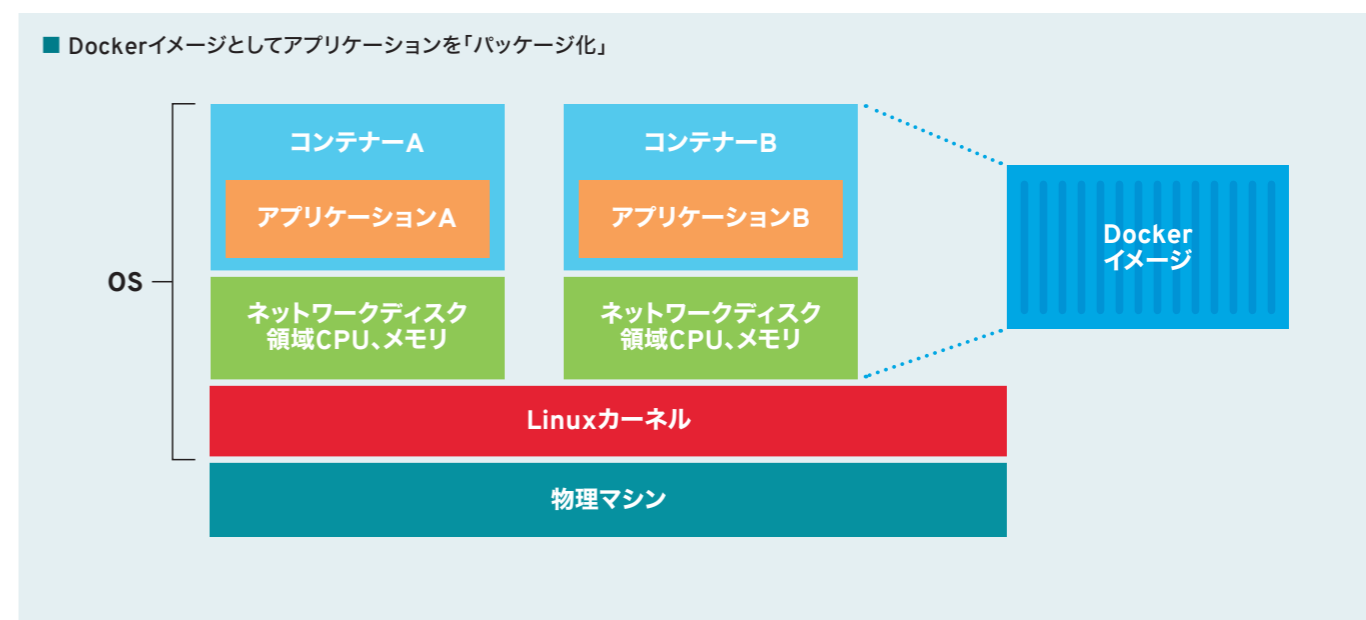 ■ Dockerイメージとしてアプリケーションを「パッケージ化」
コンテナーA
コンテナーB
アプリケーションA
アプリケーションB
Docker
イメージ
OS
ネットワークディスク
領域CPU、メモリ
ネットワークディスク
領域CPU、メモリ
Linuxカーネル
物理マシン